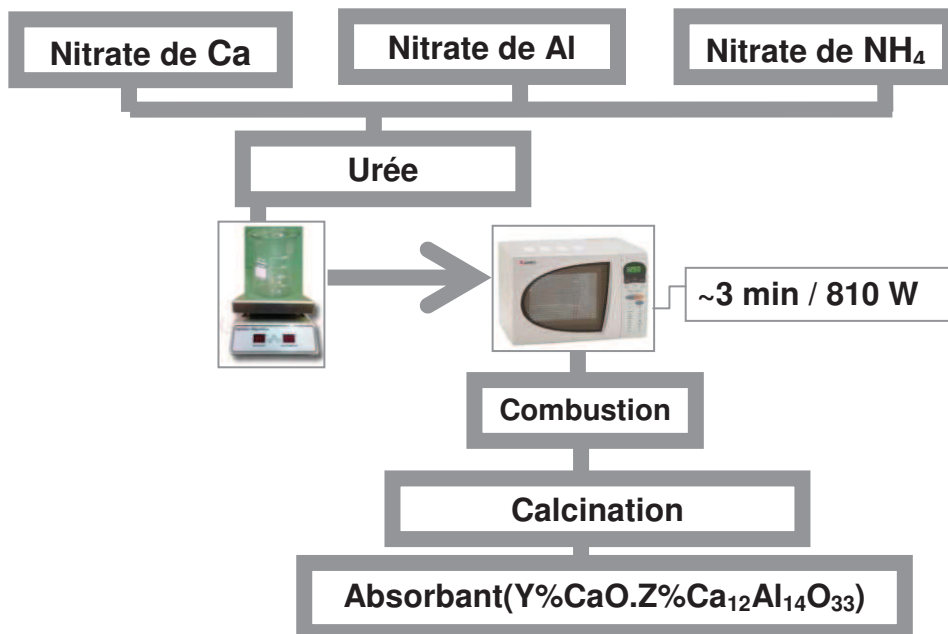 Nitrate de Ca
Nitrate de Al
Nitrate de NH₄
Urée
~3 min / 810 W
Combustion
Calcination
Absorbant(Y%CaO.Z%Ca₁₂Al₁₄O₃₃)